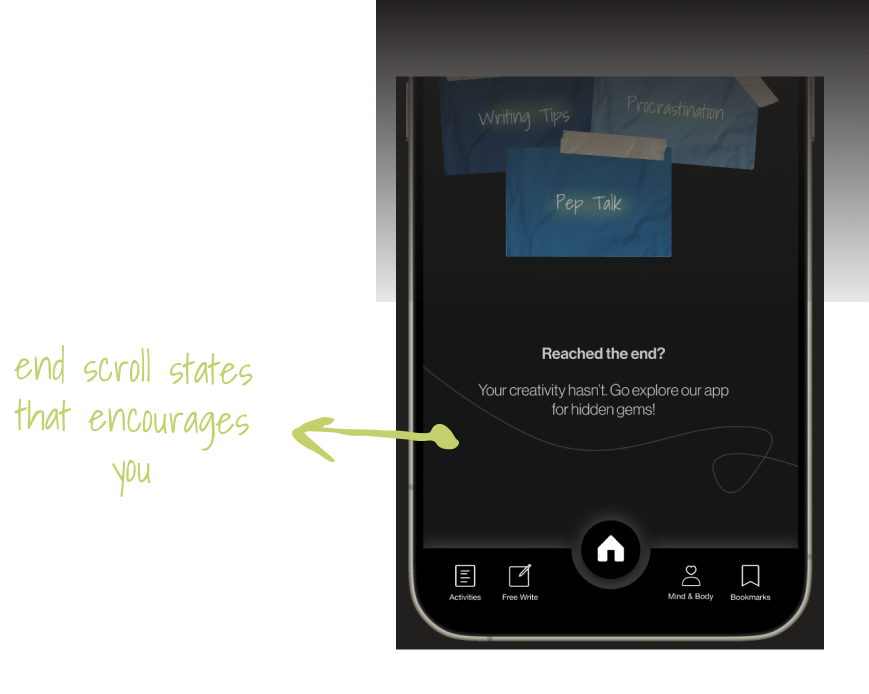 Writing Tips
Procrastination
Pep Talk
end scroll states
that encourages
you
Reached the end?
Your creativity hasn't. Go explore our app
for hidden gems!
Activities
Free Write
Mind & Body
Bookmarks